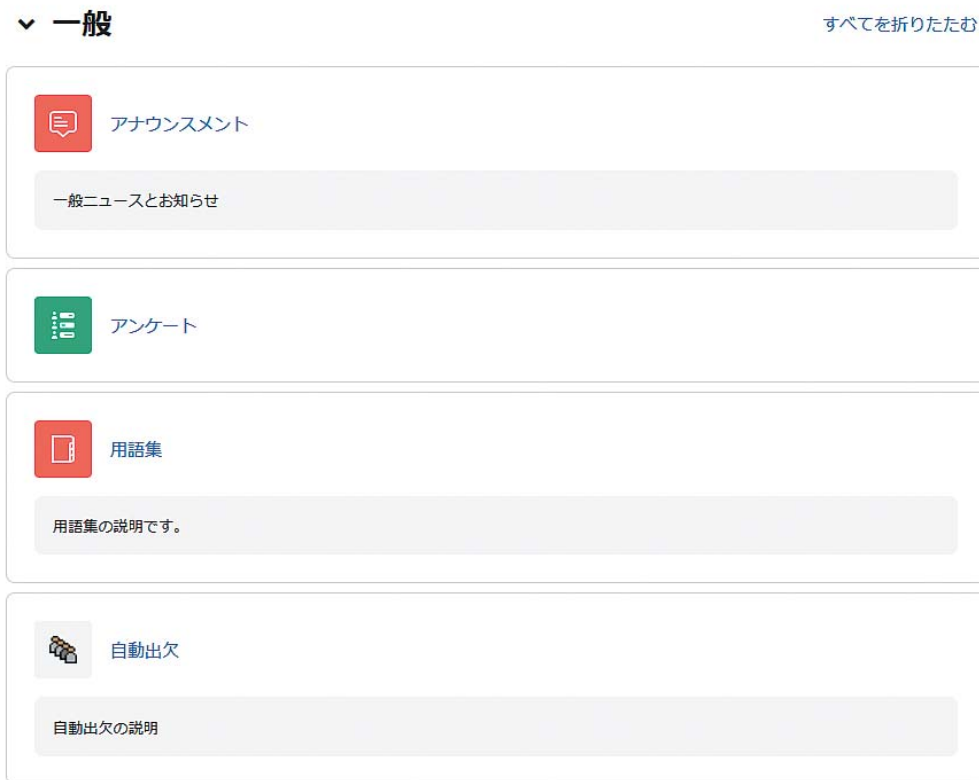 一般
すべてを折りたたむ
アナウンスメント
一般ニュースとお知らせ
アンケート
用語集
用語集の説明です。
自動出欠
自動出欠の説明